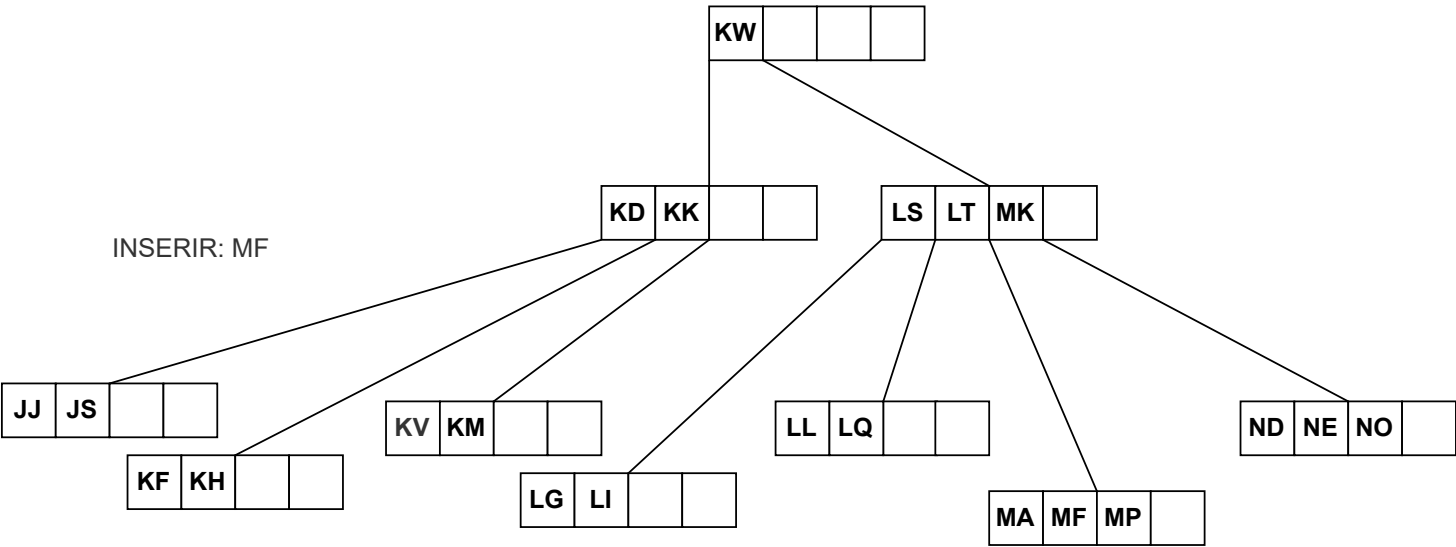 KW
KD KK
LS LT MK
INSERIR: MF
JJ JS
KV KM
LL LQ
ND NE NO
KF KH
LG LI
MA MF MP